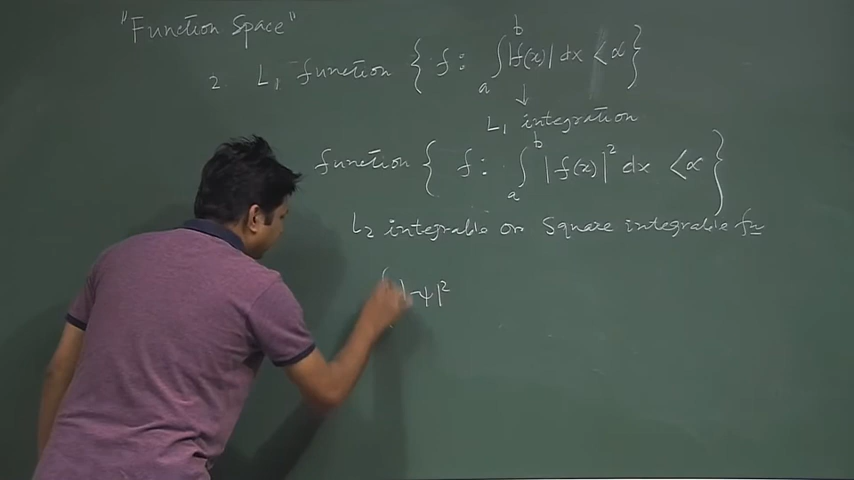 "Function Space"
2. L₁ function { f : ∫ₐᵇ |f(x)| dx < α }
↓
L₁ integration
function { f : ∫ₐᵇ |f(x)|² dx < α }
L₂ integrable or Square integrable fn
∫ |ψ|²